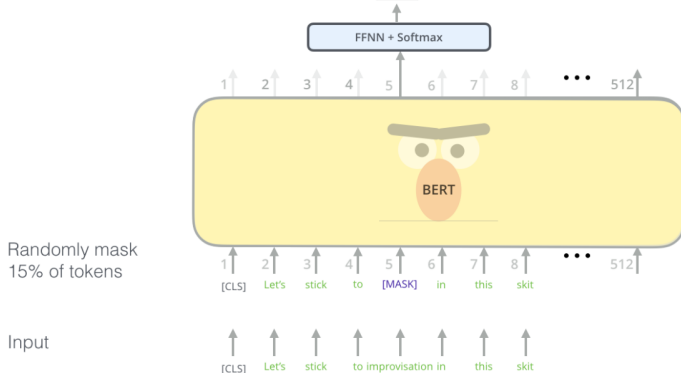 FFNN + Softmax
1 2 3 4 5 6 7 8 ••• 512
BERT
Randomly mask
15% of tokens
1 2 3 4 5 6 7 8 ••• 512
[CLS] Let's stick to [MASK] in this skit
Input
[CLS] Let's stick to improvisation in this skit